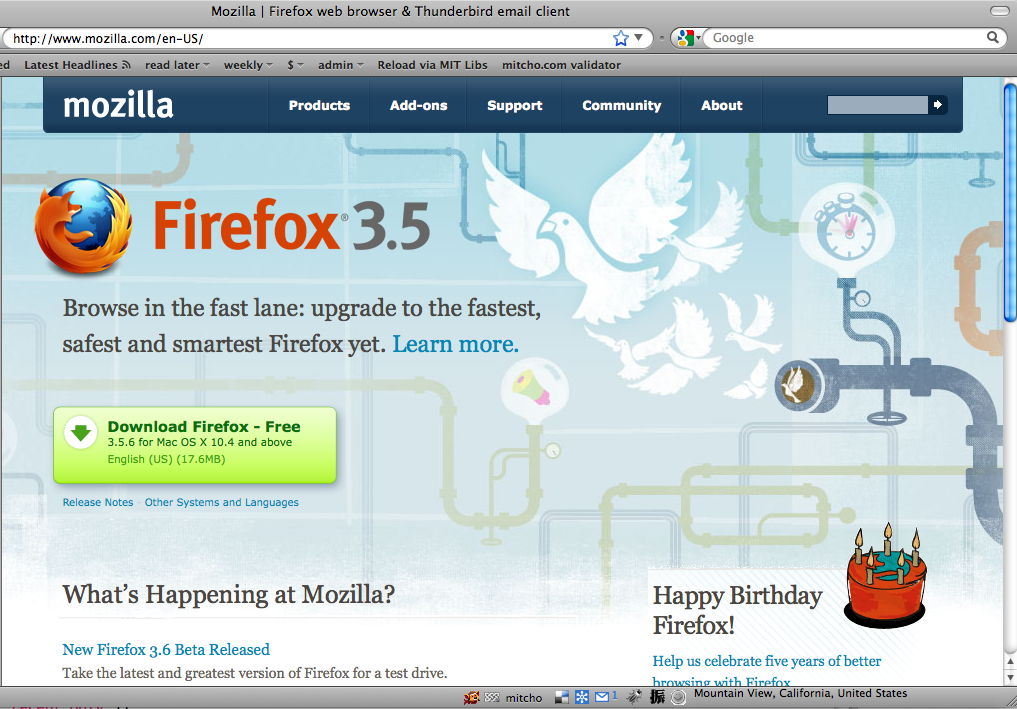 Mozilla | Firefox web browser & Thunderbird email client
http://www.mozilla.com/en-US/
Google
ed Latest Headlines read later weekly $ admin Reload via MIT Libs mitcho.com validator
mozilla Products Add-ons Support Community About
Firefox® 3.5
Browse in the fast lane: upgrade to the fastest,
safest and smartest Firefox yet. Learn more.
Download Firefox - Free
3.5.6 for Mac OS X 10.4 and above
English (US) (17.6MB)
Release Notes · Other Systems and Languages
What's Happening at Mozilla?
New Firefox 3.6 Beta Released
Take the latest and greatest version of Firefox for a test drive.
Happy Birthday
Firefox!
Help us celebrate five years of better
browsing with Firefox
mitcho 1 振 Mountain View, California, United States